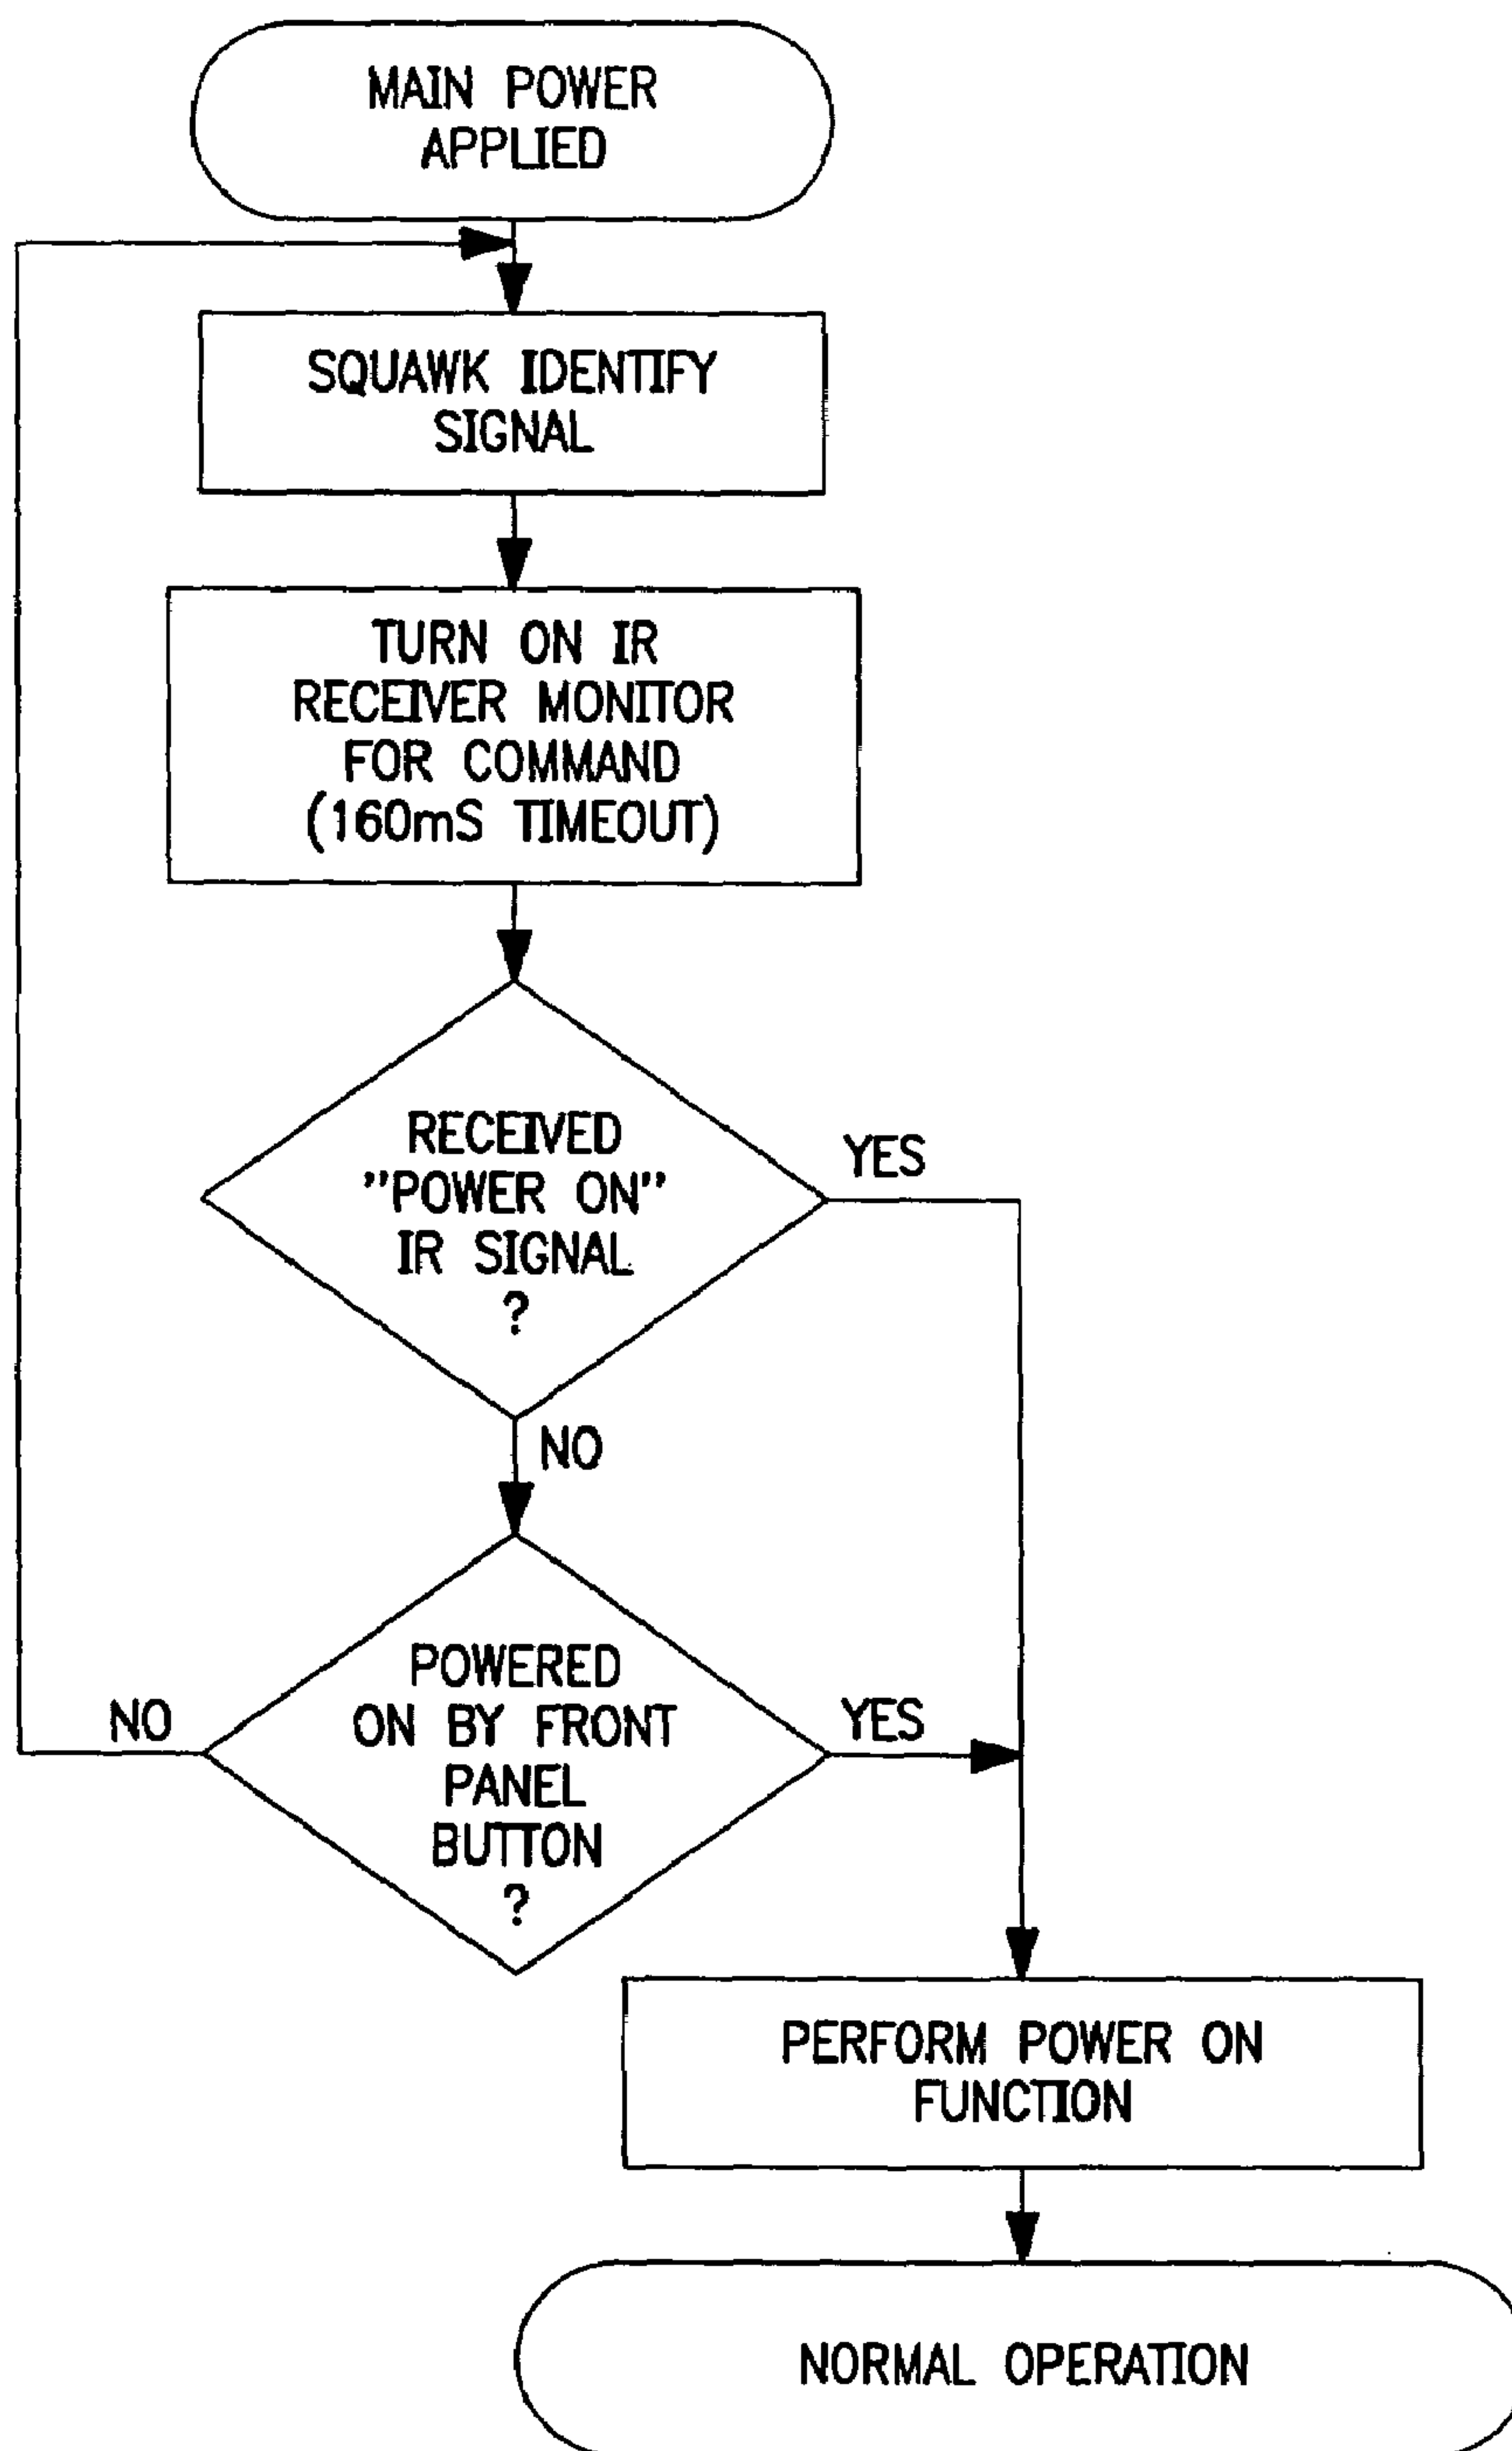 MAIN POWER
APPLIED
SQUAWK IDENTIFY
SIGNAL
TURN ON IR
RECEIVER MONITOR
FOR COMMAND
(160mS TIMEOUT)
RECEIVED
"POWER ON"
IR SIGNAL
?
YES
NO
POWERED
ON BY FRONT
PANEL
BUTTON
?
NO
YES
PERFORM POWER ON
FUNCTION
NORMAL OPERATION